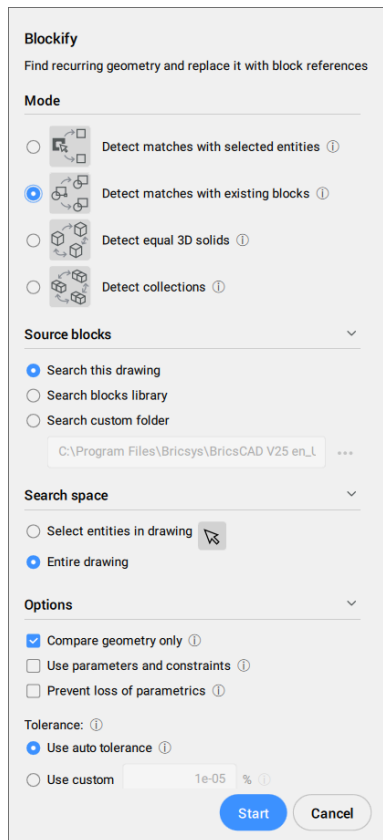 Blockify
Find recurring geometry and replace it with block references
Mode
Detect matches with selected entities
Detect matches with existing blocks
Detect equal 3D solids
Detect collections
Source blocks
Search this drawing
Search blocks library
Search custom folder
C:\Program Files\Bricsys\BricsCAD V25 en_U
Search space
Select entities in drawing
Entire drawing
Options
Compare geometry only
Use parameters and constraints
Prevent loss of parametrics
Tolerance:
Use auto tolerance
Use custom 1e-05 %
Start Cancel